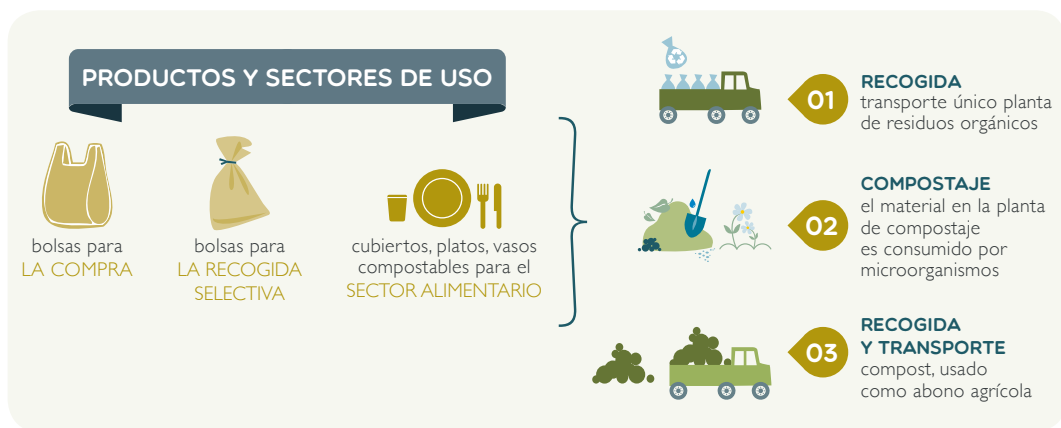 PRODUCTOS Y SECTORES DE USO
bolsas para
LA COMPRA
bolsas para
LA RECOGIDA
SELECTIVA
cubiertos, platos, vasos
compostables para el
SECTOR ALIMENTARIO
01
RECOGIDA
transporte único planta
de residuos orgánicos
02
COMPOSTAJE
el material en la planta
de compostaje
es consumido por
microorganismos
03
RECOGIDA
Y TRANSPORTE
compost, usado
como abono agrícola